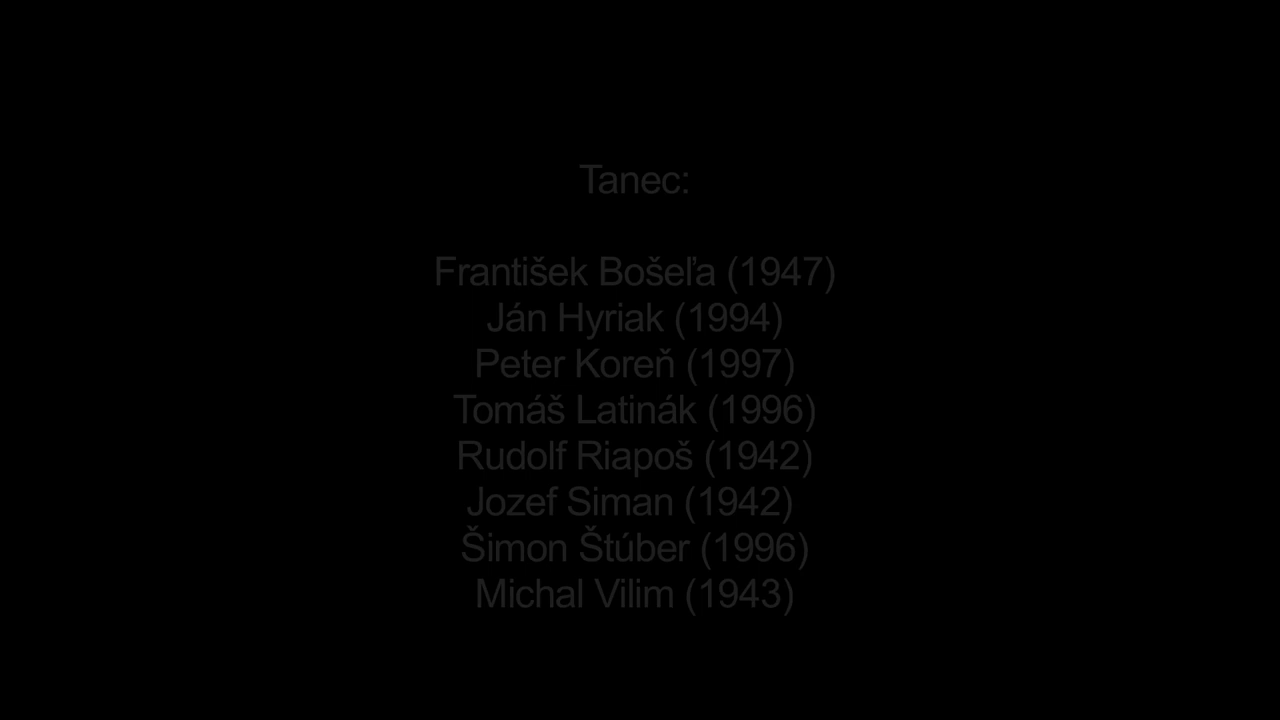 Tanec:
František Bošeľa (1947)
Ján Hyriak (1994)
Peter Koreň (1997)
Tomáš Latinák (1996)
Rudolf Riapoš (1942)
Jozef Siman (1942)
Šimon Štúber (1996)
Michal Vilim (1943)